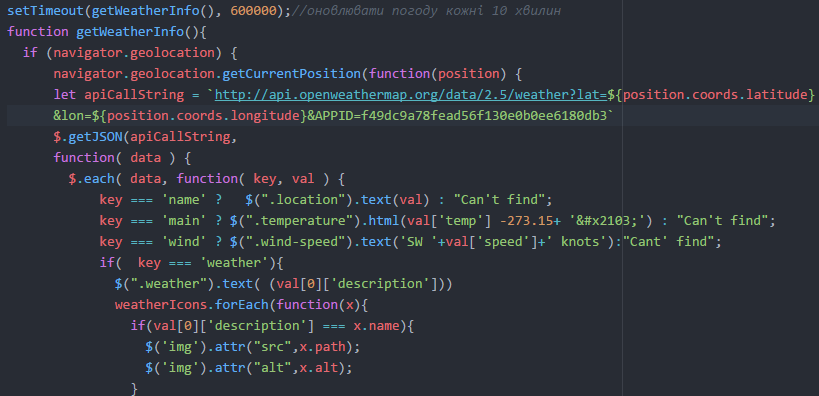 setTimeout(getWeatherInfo(), 600000);//оновлювати погоду кожні 10 хвилин
function getWeatherInfo(){
  if (navigator.geolocation) {
      navigator.geolocation.getCurrentPosition(function(position) {
      let apiCallString = `http://api.openweathermap.org/data/2.5/weather?lat=${position.coords.latitude}
      &lon=${position.coords.longitude}&APPID=f49dc9a78fead56f130e0b0ee6180db3`
      $.getJSON(apiCallString,
      function( data ) {
        $.each( data, function( key, val ) {
            key === 'name' ?   $(".location").text(val) : "Can't find";
            key === 'main' ? $(".temperature").html(val['temp'] -273.15+ '&#x2103;') : "Can't find";
            key === 'wind' ? $(".wind-speed").text('SW '+val['speed']+' knots'):"Cant' find";
            if(  key === 'weather'){
              $(".weather").text( (val[0]['description']))
              weatherIcons.forEach(function(x){
                if(val[0]['description'] === x.name){
                  $('img').attr("src",x.path);
                  $('img').attr("alt",x.alt);
                }